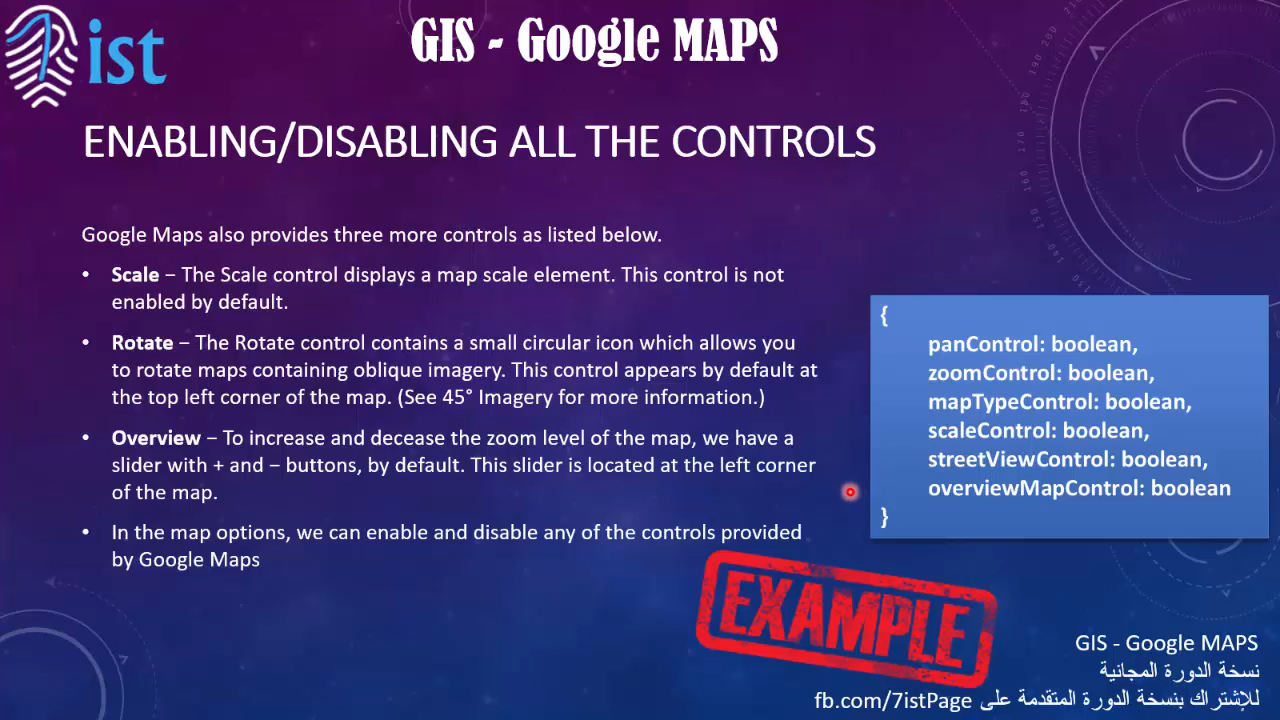 ist
GIS - Google MAPS
ENABLING/DISABLING ALL THE CONTROLS
Google Maps also provides three more controls as listed below.
• Scale − The Scale control displays a map scale element. This control is not
enabled by default.
• Rotate − The Rotate control contains a small circular icon which allows you
to rotate maps containing oblique imagery. This control appears by default at
the top left corner of the map. (See 45° Imagery for more information.)
• Overview − To increase and decease the zoom level of the map, we have a
slider with + and − buttons, by default. This slider is located at the left corner
of the map.
• In the map options, we can enable and disable any of the controls provided
by Google Maps
{
panControl: boolean,
zoomControl: boolean,
mapTypeControl: boolean,
scaleControl: boolean,
streetViewControl: boolean,
overviewMapControl: boolean
}
EXAMPLE
GIS - Google MAPS
نسخة الدورة المجانية
للإشتراك بنسخة الدورة المتقدمة على fb.com/7istPage